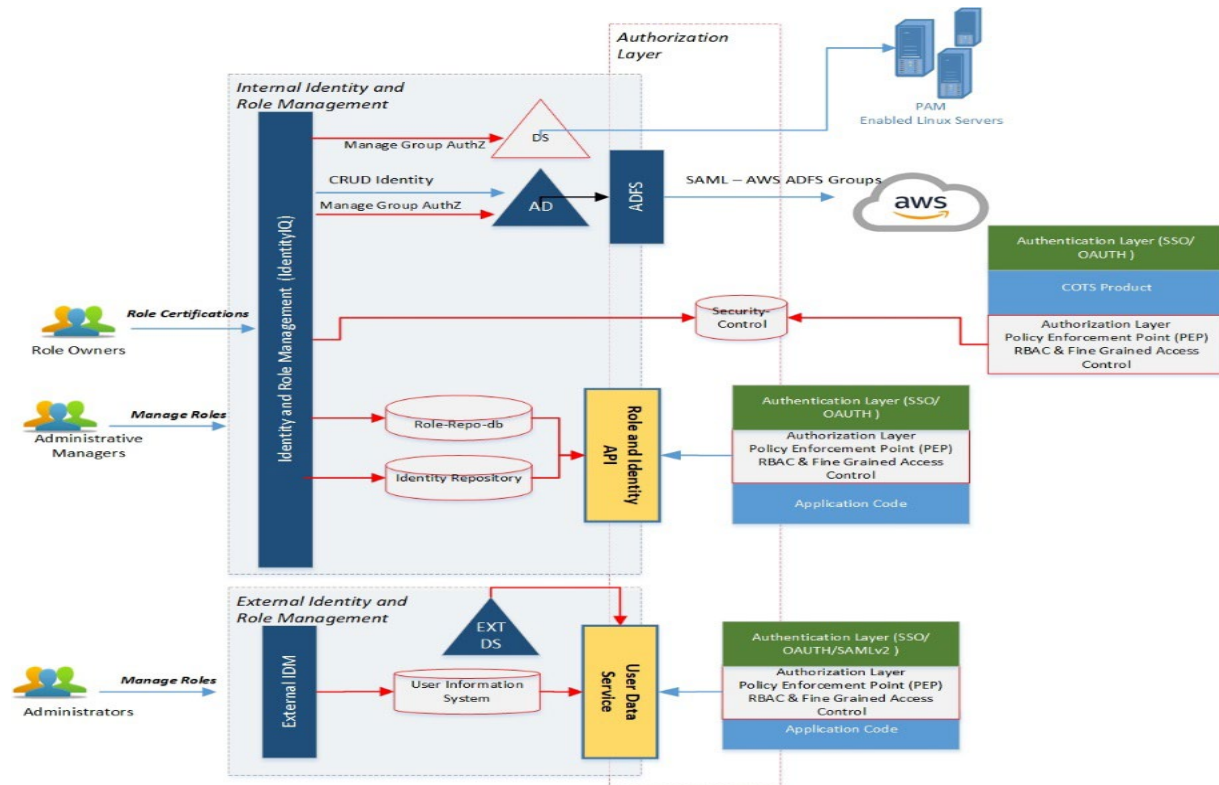 Authorization
Layer
PAM
Enabled Linux Servers
Internal Identity and
Role Management
DS
Manage Group AuthZ
CRUD Identity
Manage Group AuthZ
AD
ADFS
SAML – AWS ADFS Groups
aws
Identity and Role Management (IdentityIQ)
Authentication Layer (SSO/
OAUTH )
COTS Product
Authorization Layer
Policy Enforcement Point (PEP)
RBAC & Fine Grained Access
Control
Role Certifications
Role Owners
Security-
Control
Manage Roles
Administrative
Managers
Role-Repo-db
Identity Repository
Role and Identity
API
Authentication Layer (SSO/
OAUTH )
Authorization Layer
Policy Enforcement Point (PEP)
RBAC & Fine Grained Access
Control
Application Code
External Identity and
Role Management
EXT
DS
External IDM
User Information
System
User Data
Service
Manage Roles
Administrators
Authentication Layer (SSO/
OAUTH/SAMLv2 )
Authorization Layer
Policy Enforcement Point (PEP)
RBAC & Fine Grained Access
Control
Application Code